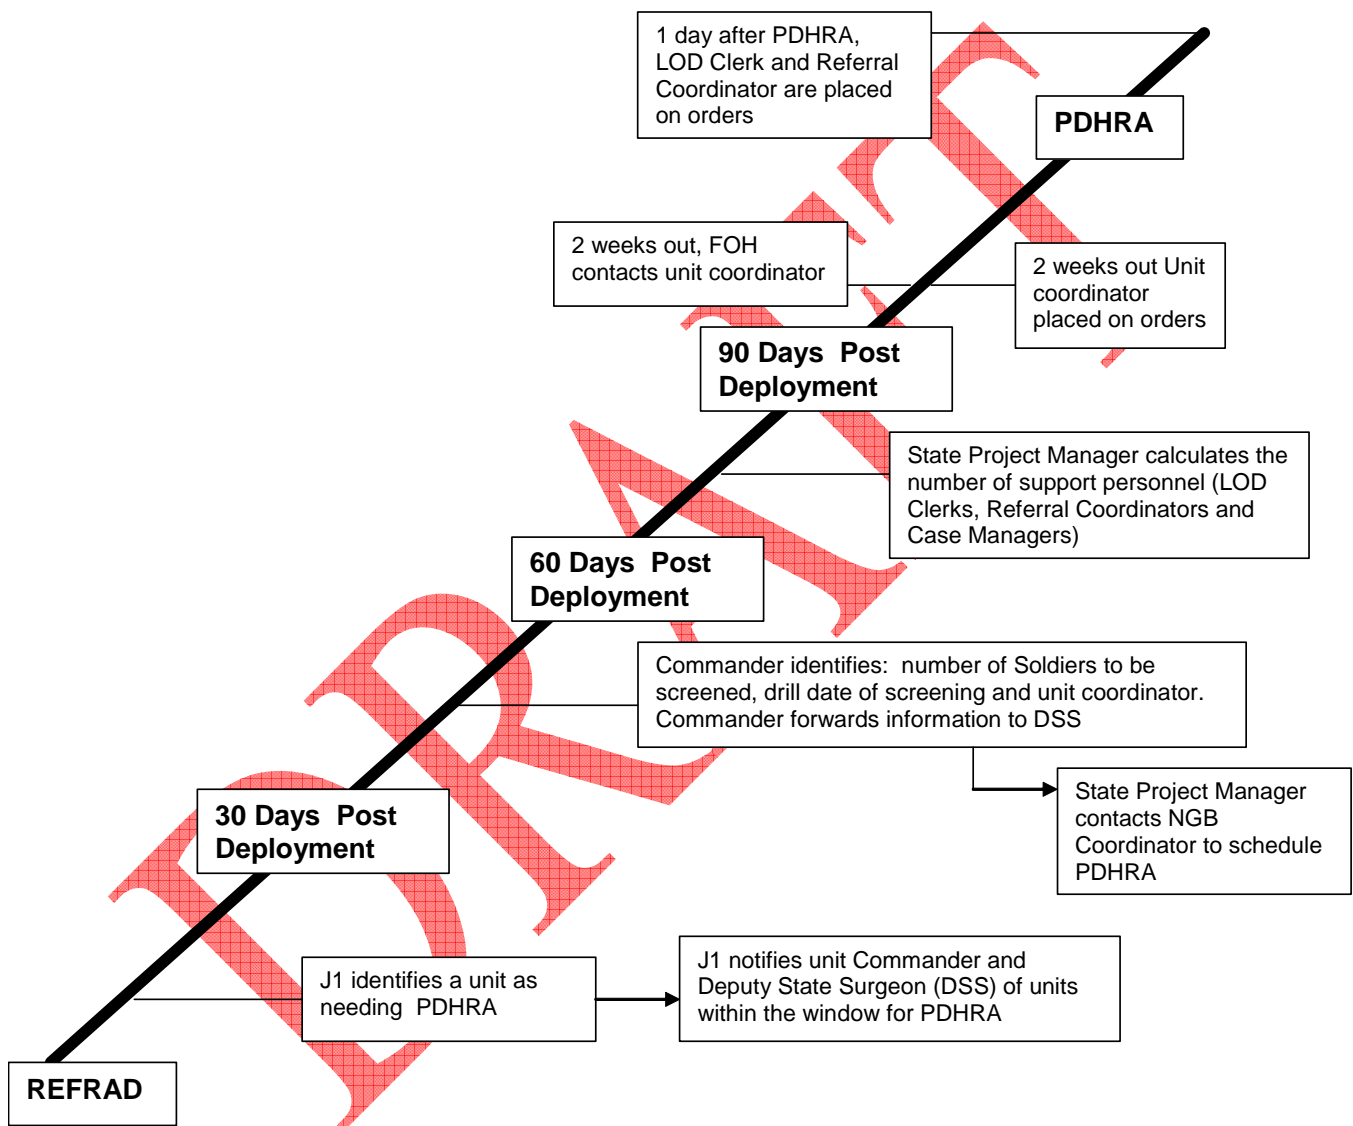 1 day after PDHRA,
LOD Clerk and Referral
Coordinator are placed
on orders
PDHRA
2 weeks out, FOH
contacts unit coordinator
2 weeks out Unit
coordinator
placed on orders
90 Days Post
Deployment
State Project Manager calculates the
number of support personnel (LOD
Clerks, Referral Coordinators and
Case Managers)
60 Days Post
Deployment
Commander identifies: number of Soldiers to be
screened, drill date of screening and unit coordinator.
Commander forwards information to DSS
State Project Manager
contacts NGB
Coordinator to schedule
PDHRA
30 Days Post
Deployment
J1 identifies a unit as
needing PDHRA
J1 notifies unit Commander and
Deputy State Surgeon (DSS) of units
within the window for PDHRA
REFRAD
DRAFT